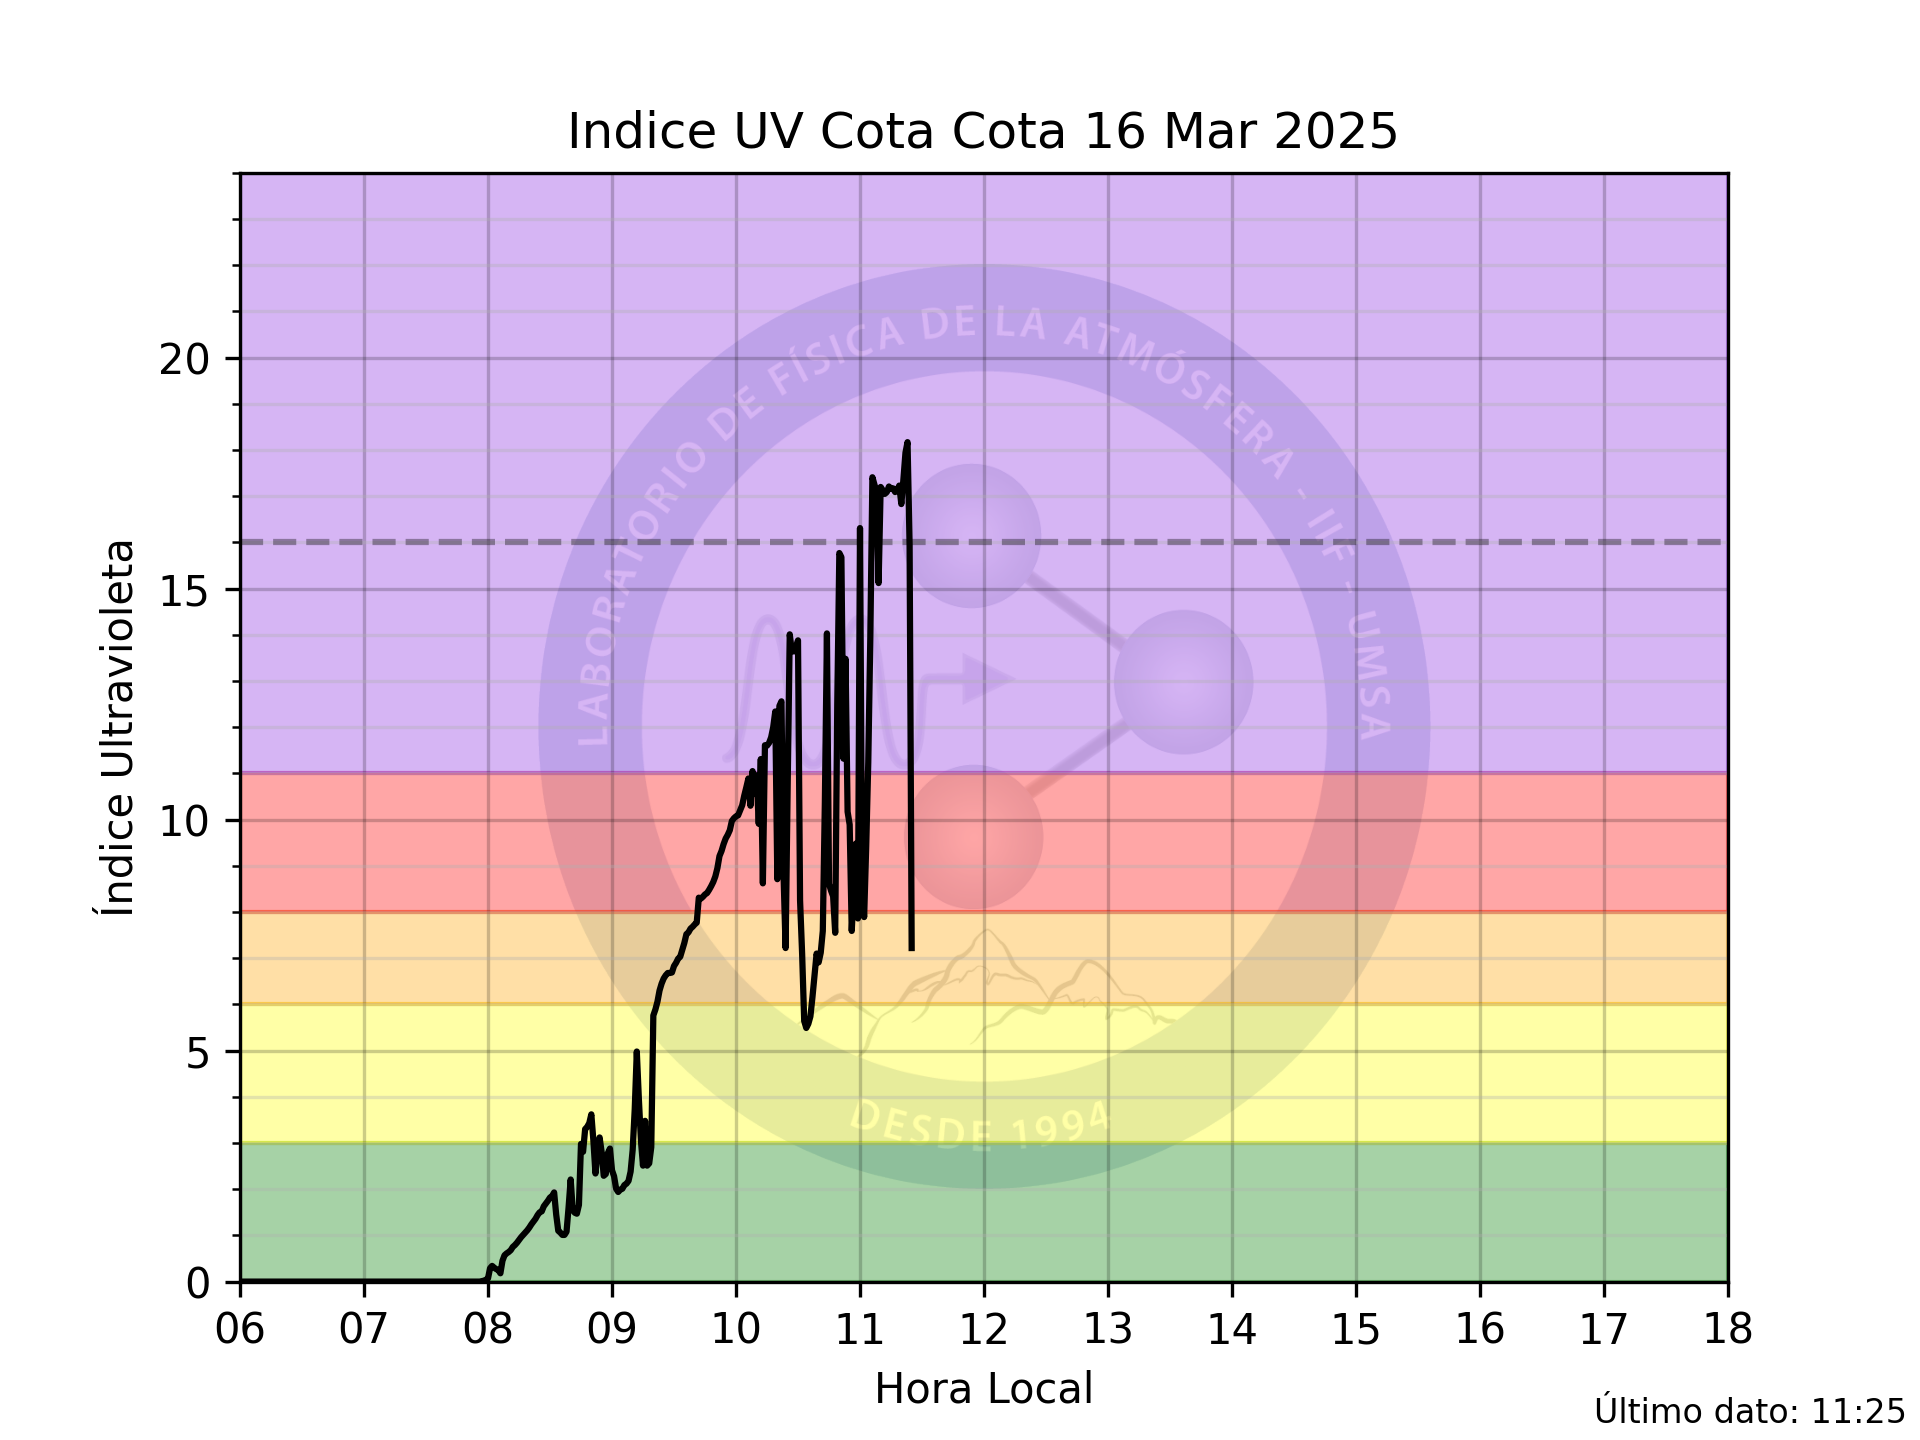 Indice UV Cota Cota 16 Mar 2025
LABORATORIO DE FÍSICA DE LA ATMÓSFERA - IIF - UMSA
DESDE 1994
Índice Ultravioleta
20
15
10
5
0
06 07 08 09 10 11 12 13 14 15 16 17 18
Hora Local
Último dato: 11:25